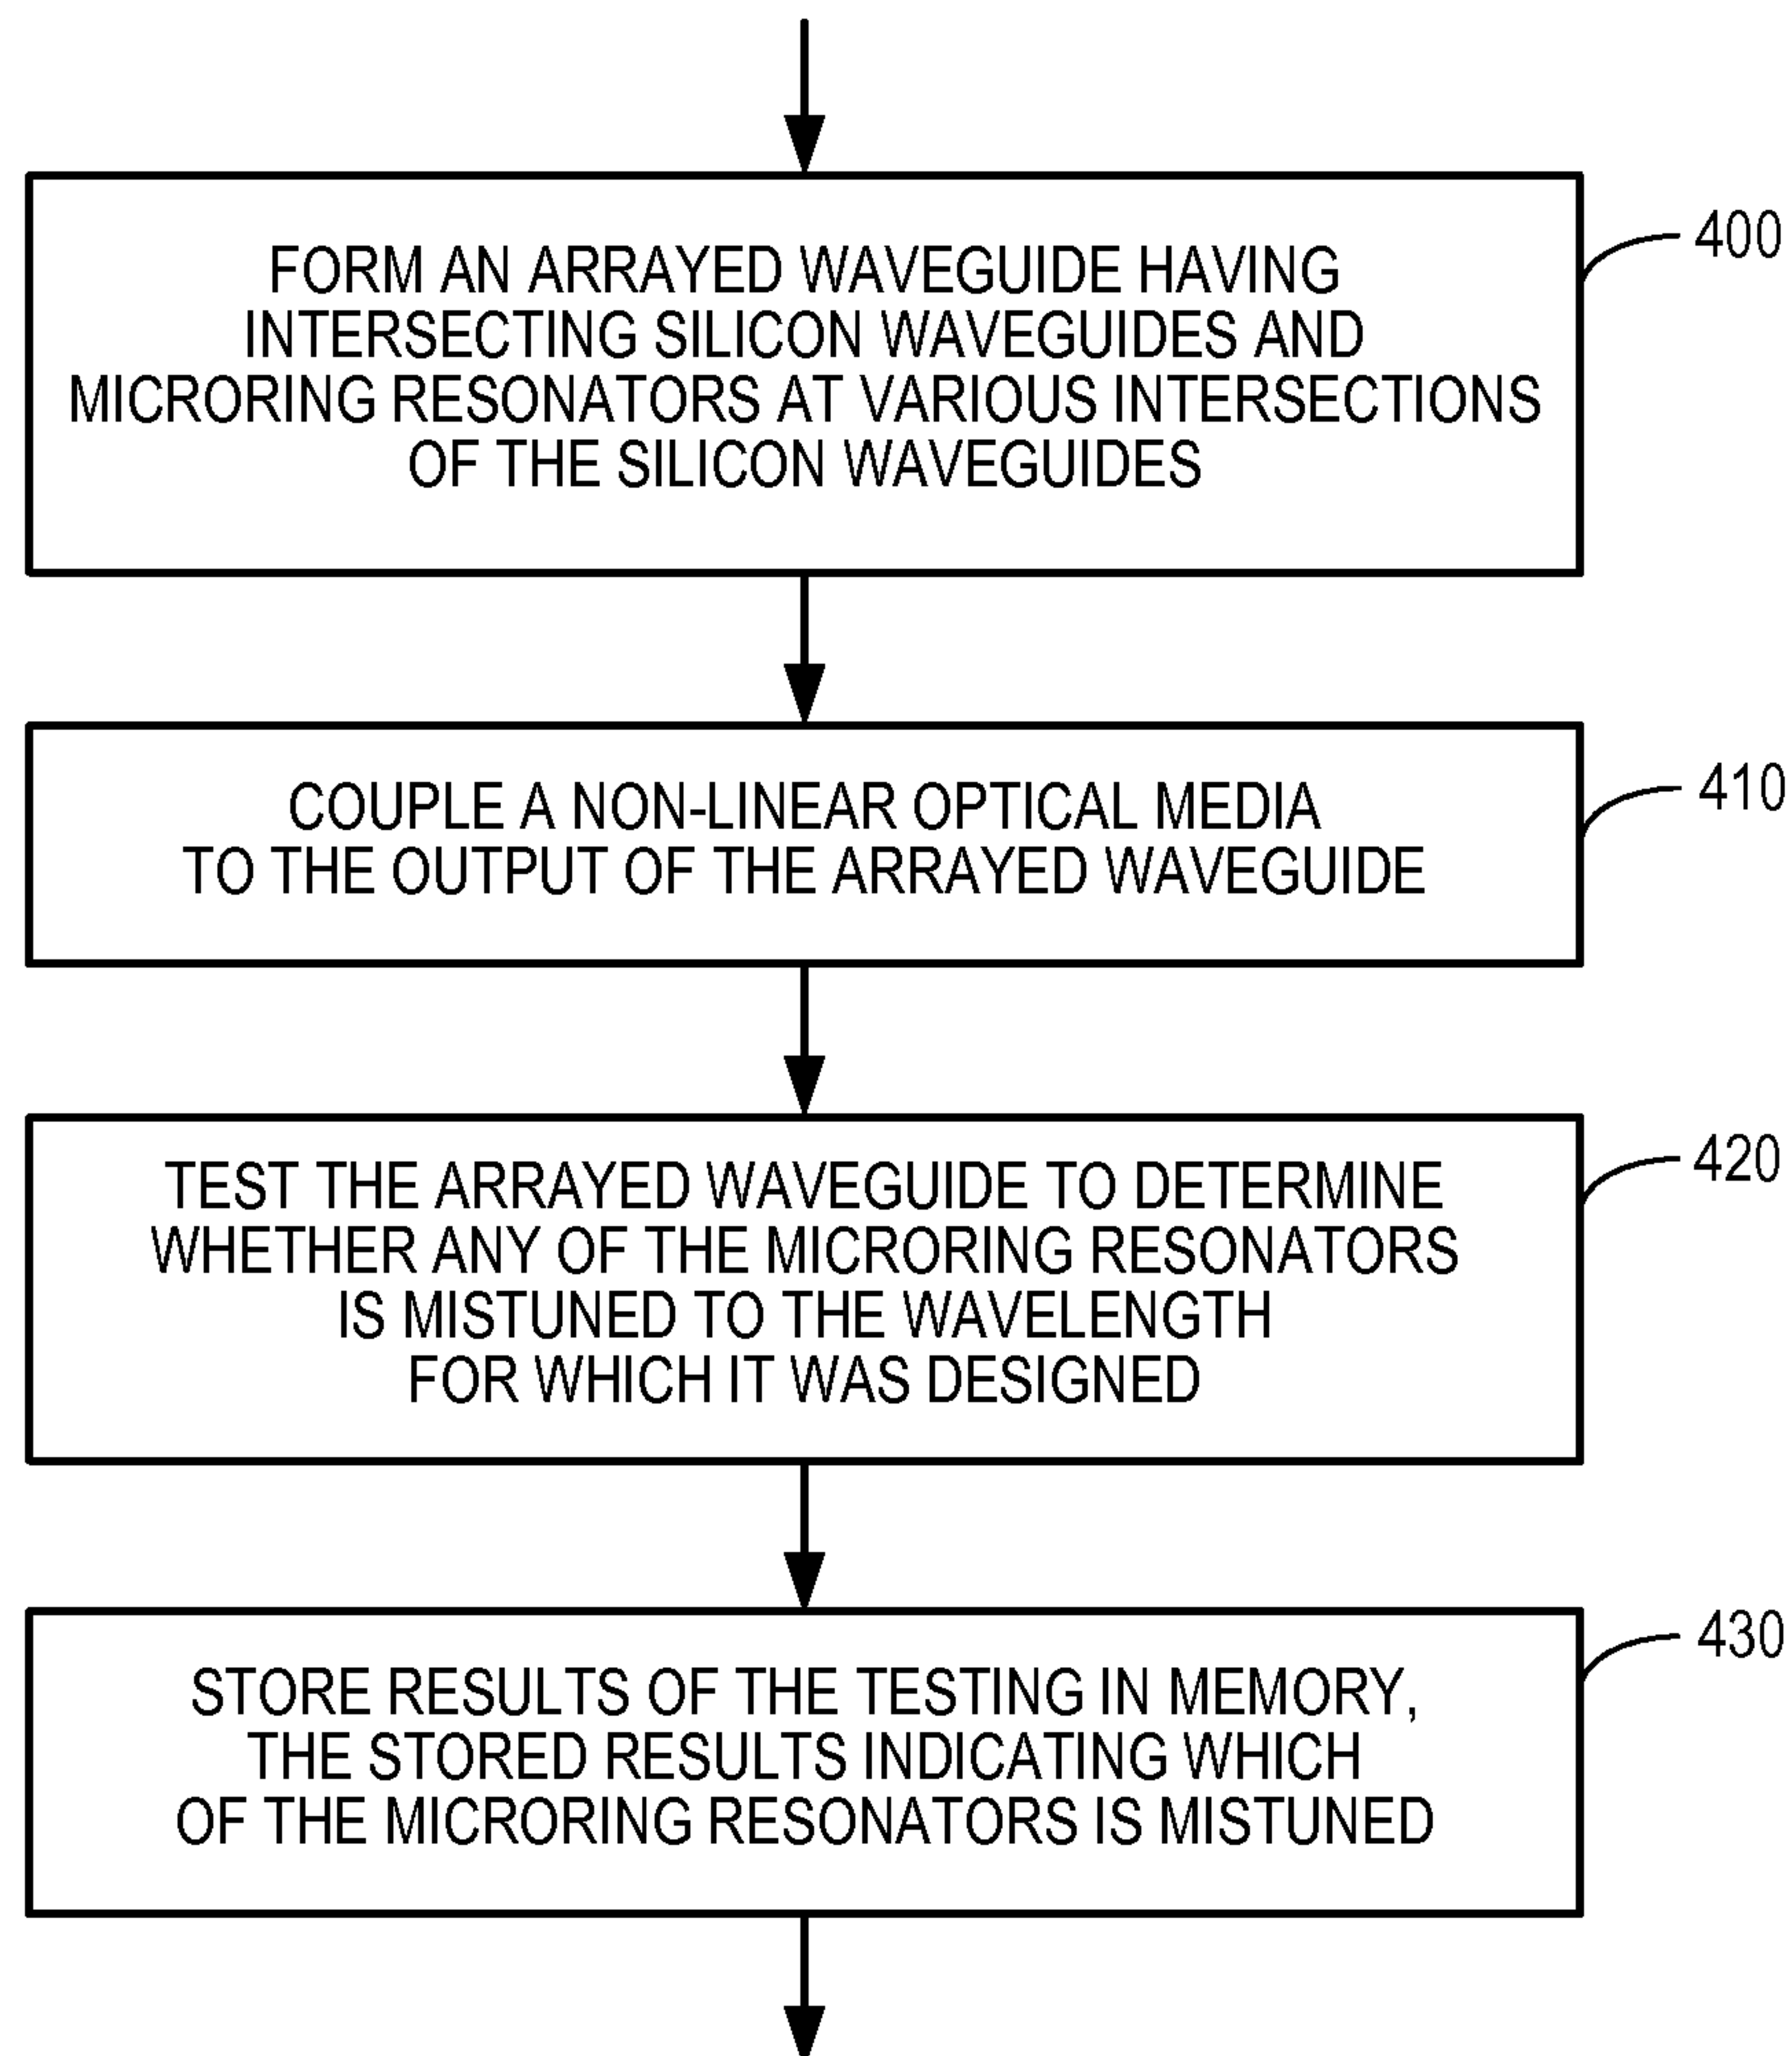 FORM AN ARRAYED WAVEGUIDE HAVING
INTERSECTING SILICON WAVEGUIDES AND
MICRORING RESONATORS AT VARIOUS INTERSECTIONS
OF THE SILICON WAVEGUIDES
400
COUPLE A NON-LINEAR OPTICAL MEDIA
TO THE OUTPUT OF THE ARRAYED WAVEGUIDE
410
TEST THE ARRAYED WAVEGUIDE TO DETERMINE
WHETHER ANY OF THE MICRORING RESONATORS
IS MISTUNED TO THE WAVELENGTH
FOR WHICH IT WAS DESIGNED
420
STORE RESULTS OF THE TESTING IN MEMORY,
THE STORED RESULTS INDICATING WHICH
OF THE MICRORING RESONATORS IS MISTUNED
430